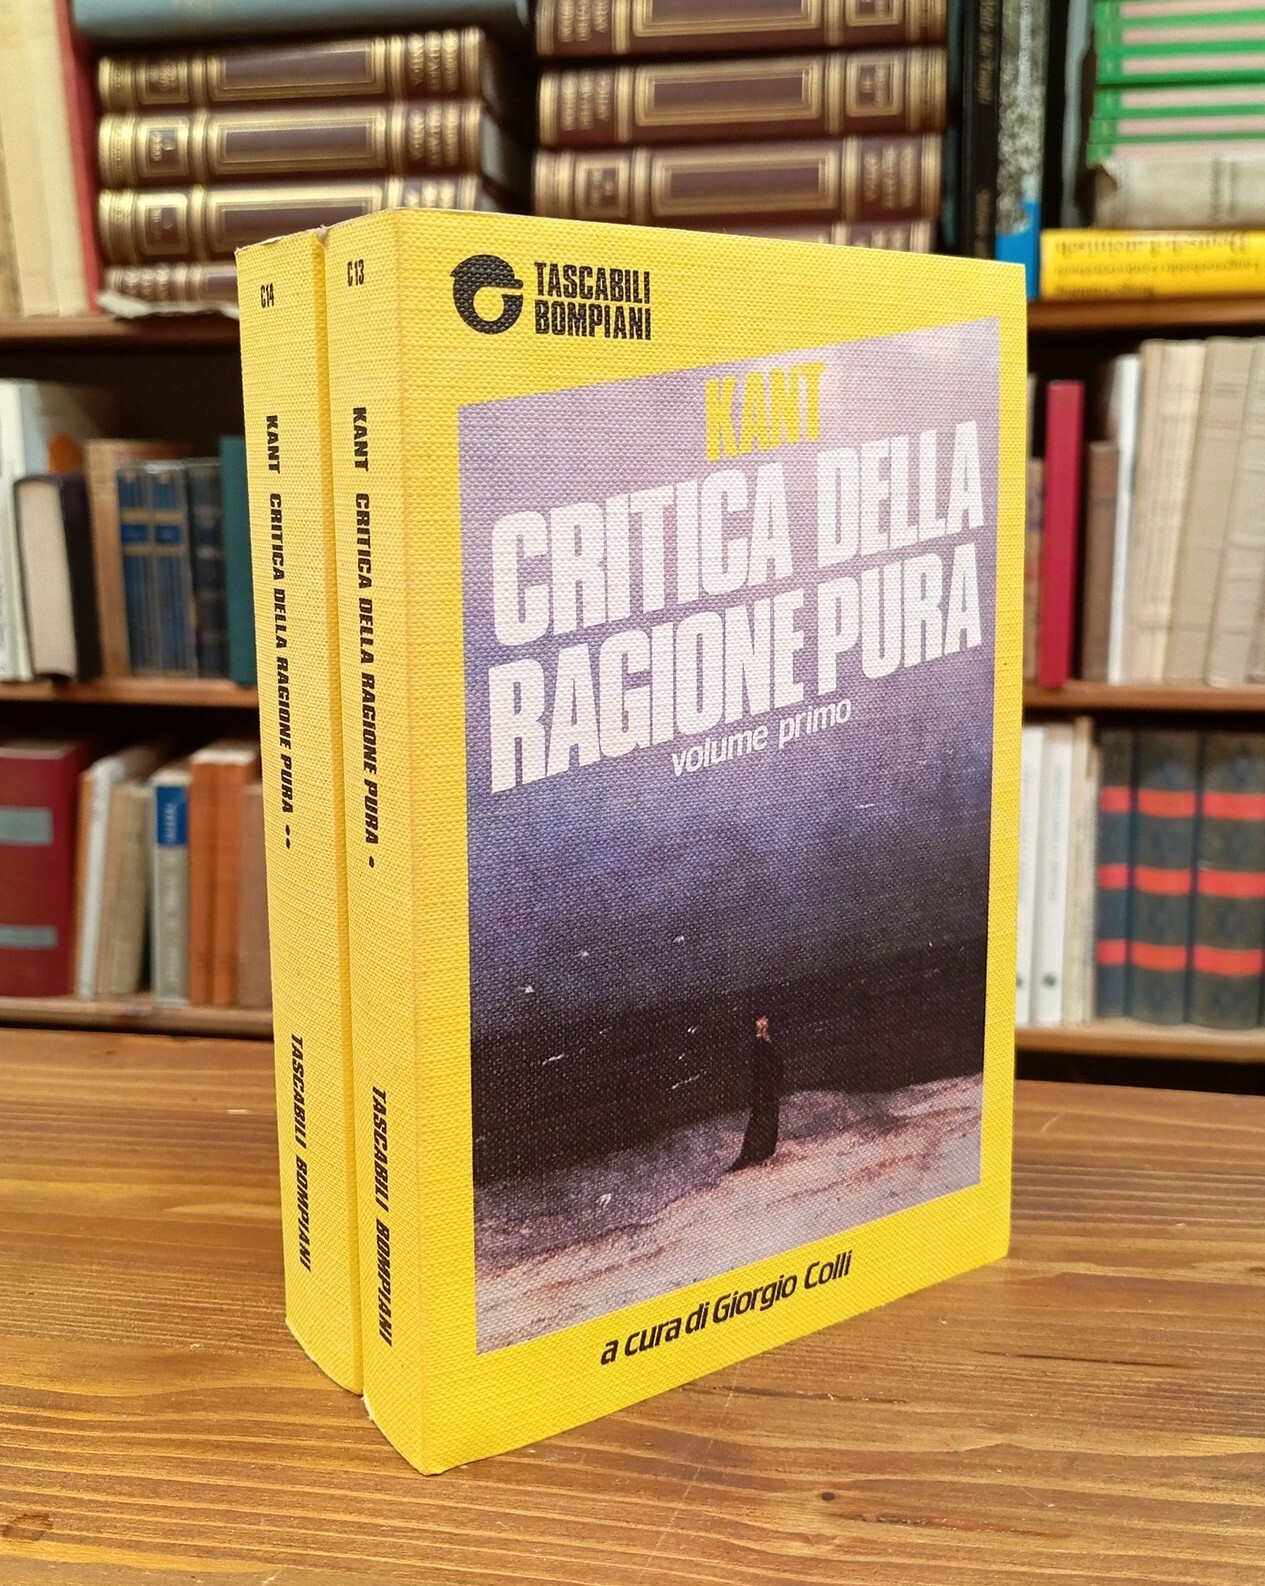 C14
KANT CRITICA DELLA RAGIONE PURA ••
TASCABILI BOMPIANI
C13
KANT CRITICA DELLA RAGIONE PURA •
TASCABILI BOMPIANI
TASCABILI
BOMPIANI
KANT
CRITICA DELLA
RAGIONE PURA
volume primo
a cura di Giorgio Colli